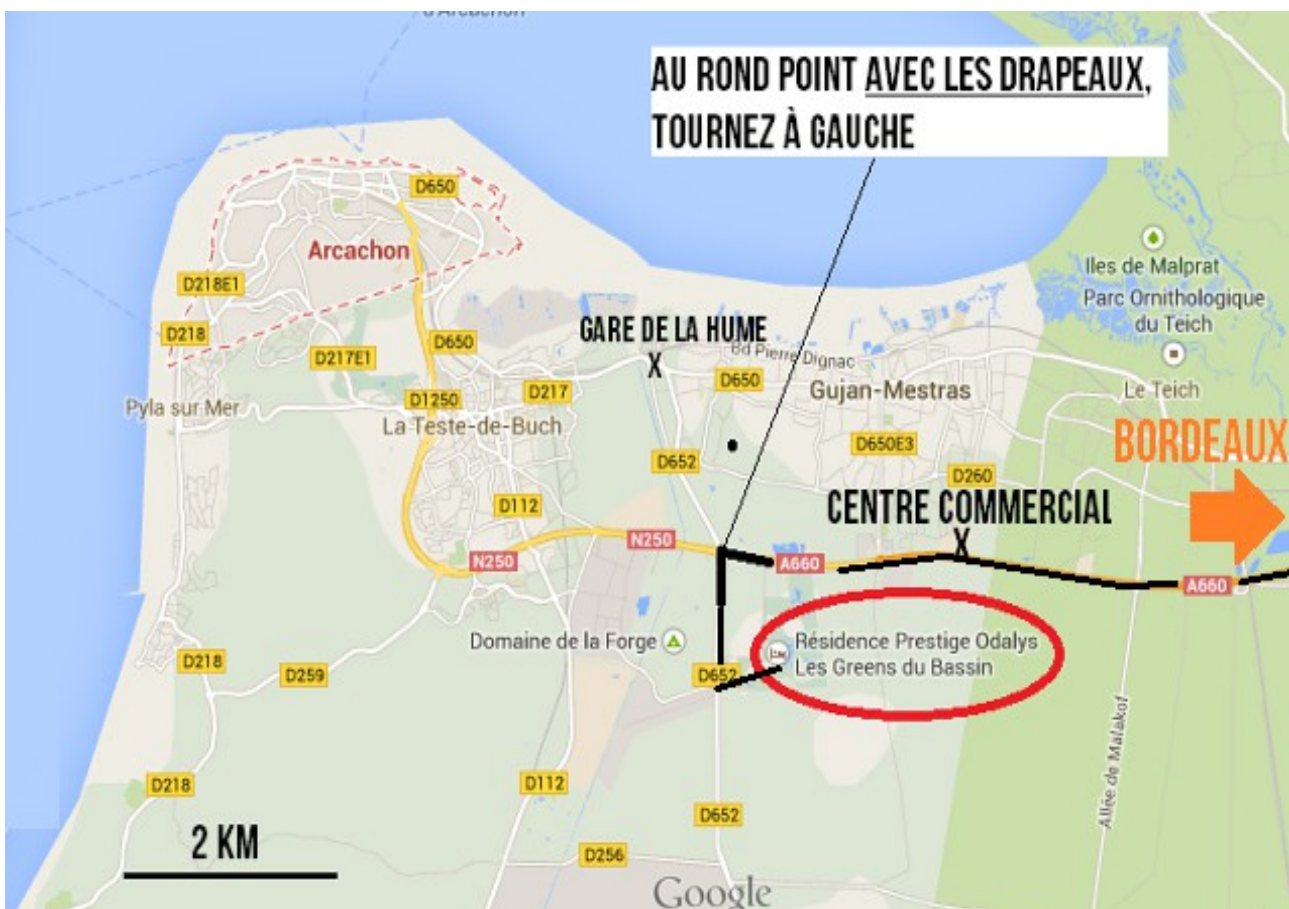 d'Arcachon
AU ROND POINT AVEC LES DRAPEAUX,
TOURNEZ À GAUCHE
D650
Arcachon
D218E1
D218
Iles de Malprat
Parc Ornithologique
du Teich
GARE DE LA HUME
X
D650
D217E1
Bd Pierre Dignac
D650
D217
Gujan-Mestras
Le Teich
Pyla sur Mer
D1250
La Teste-de-Buch
D650E3
BORDEAUX
D652
D260
D112
CENTRE COMMERCIAL
X
N250
N250
A660
A660
Domaine de la Forge
Résidence Prestige Odalys
Les Greens du Bassin
D218
D259
D652
Allée de Malakof
D218
D112
D652
2 KM
D256
Google